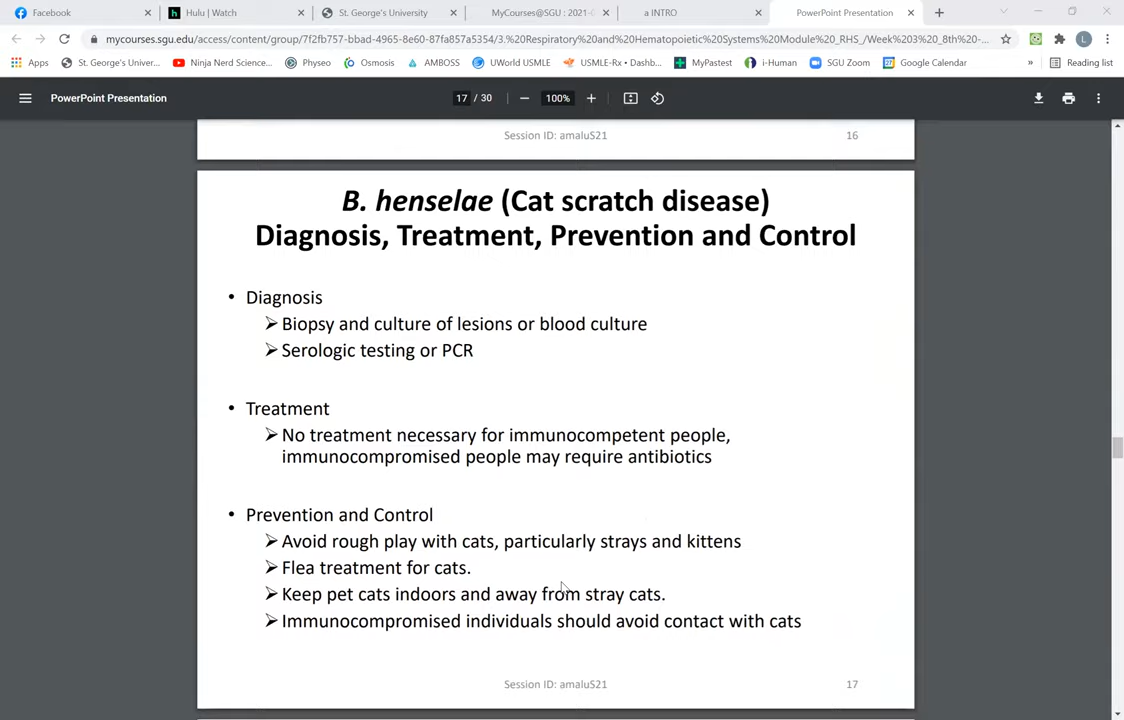 Facebook
Hulu | Watch
St. George's University
MyCourses@SGU : 2021-
a INTRO
PowerPoint Presentation
mycourses.sgu.edu/access/content/group/7f2fb757-bbad-4965-8e60-87fa857a5354/3.%20Respiratory%20and%20Hematopoietic%20Systems%20Module%20_RHS_/Week%203%20_8th%20-...
Apps
St. George's Univer...
Ninja Nerd Science...
Physeo
Osmosis
AMBOSS
UWorld USMLE
USMLE-Rx • Dashb...
MyPastest
i-Human
SGU Zoom
Google Calendar
»
Reading list
PowerPoint Presentation
17 / 30
100%
Session ID: amaluS21
16
B. henselae (Cat scratch disease)
Diagnosis, Treatment, Prevention and Control
• Diagnosis
➢ Biopsy and culture of lesions or blood culture
➢ Serologic testing or PCR
• Treatment
➢ No treatment necessary for immunocompetent people,
immunocompromised people may require antibiotics
• Prevention and Control
➢ Avoid rough play with cats, particularly strays and kittens
➢ Flea treatment for cats.
➢ Keep pet cats indoors and away from stray cats.
➢ Immunocompromised individuals should avoid contact with cats
Session ID: amaluS21
17